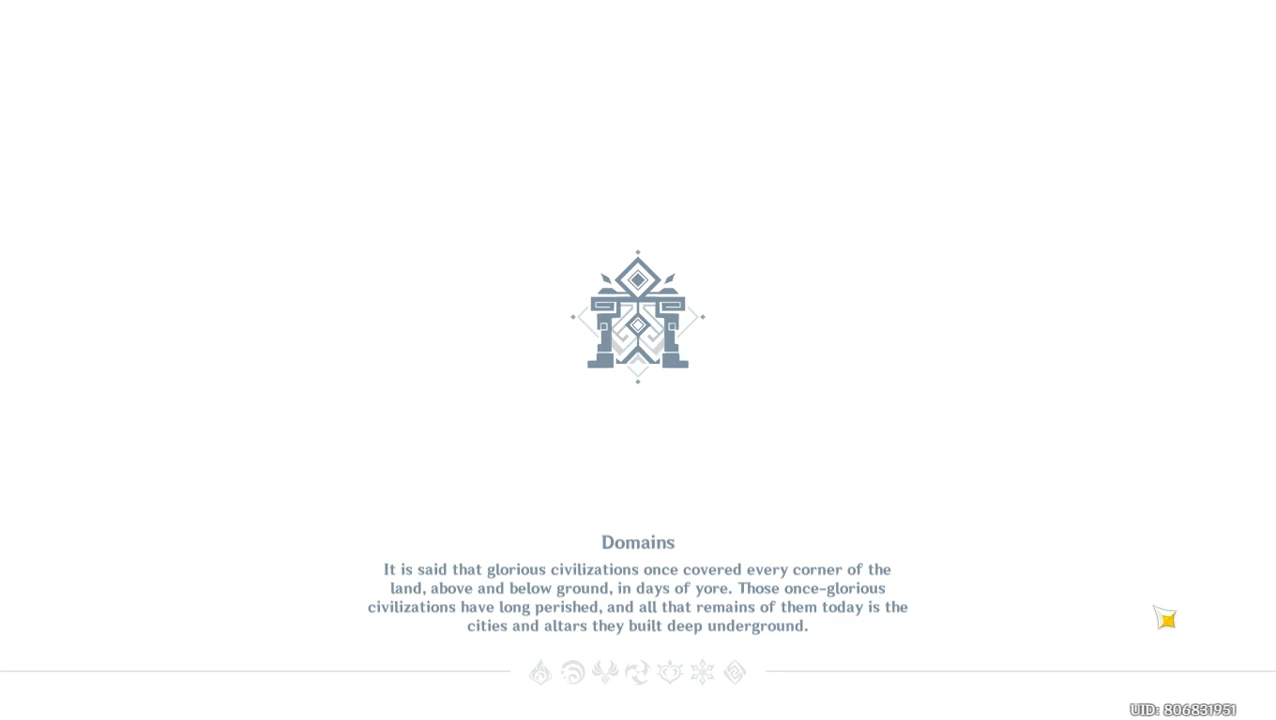 Domains
It is said that glorious civilizations once covered every corner of the
land, above and below ground, in days of yore. Those once-glorious
civilizations have long perished, and all that remains of them today is the
cities and altars they built deep underground.
UID: 806831951